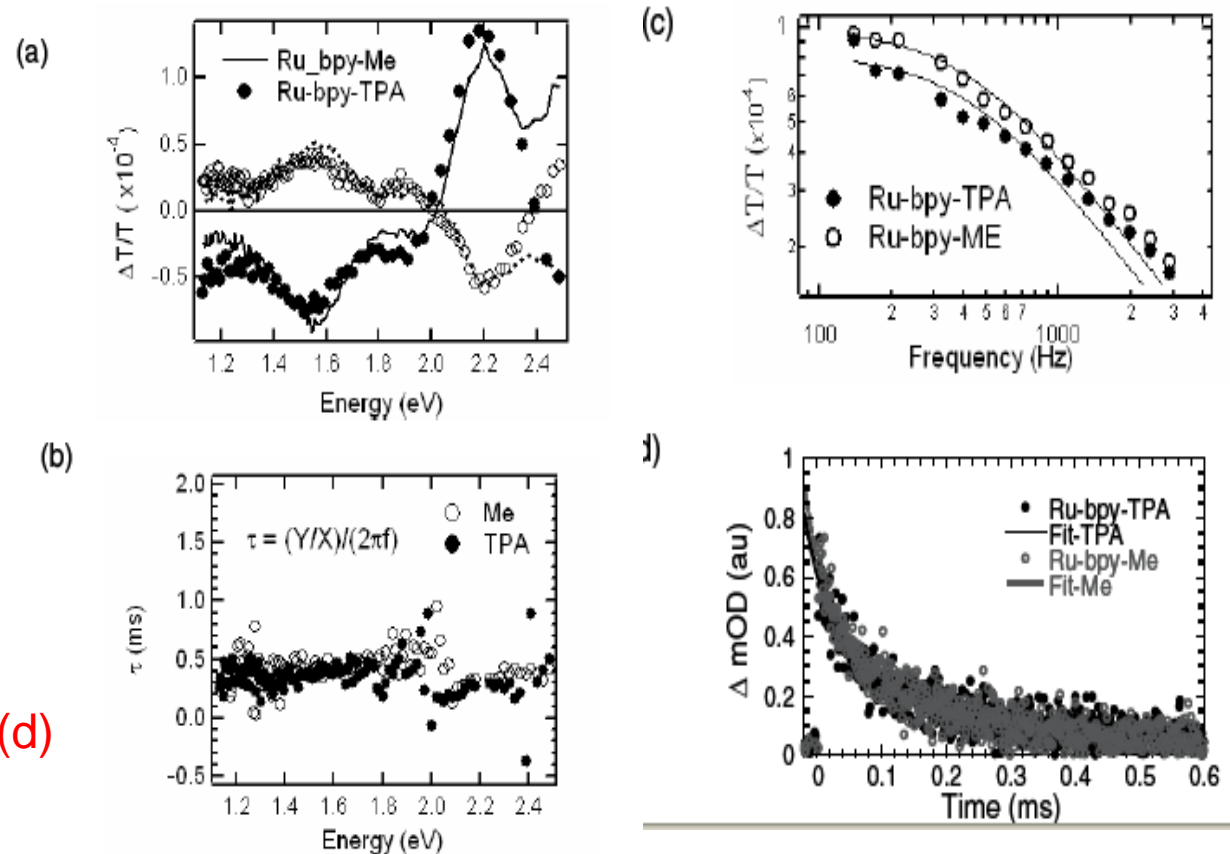 (a)
Ru_bpy-Me
Ru-bpy-TPA
1.0
0.5
0.0
-0.5
ΔT/T ( x10⁻⁴)
1.2 1.4 1.6 1.8 2.0 2.2 2.4
Energy (eV)
(b)
2.0
1.5
1.0
0.5
0.0
-0.5
τ (ms)
τ = (Y/X)/(2πf)
Me
TPA
1.2 1.4 1.6 1.8 2.0 2.2 2.4
Energy (eV)
(d)
(c)
1
9
8
7
6
5
4
3
2
ΔT/T (x10⁻⁴)
Ru-bpy-TPA
Ru-bpy-ME
2 3 4 5 6 7 2 3 4
100 1000
Frequency (Hz)
d)
1
0.8
0.6
0.4
0.2
0
Δ mOD (au)
Ru-bpy-TPA
Fit-TPA
Ru-bpy-Me
Fit-Me
0 0.1 0.2 0.3 0.4 0.5 0.6
Time (ms)